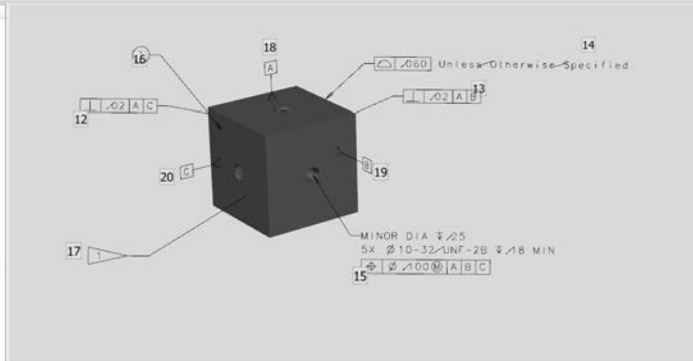 18
14
16
A
⌓ .060 Unless Otherwise Specified
13
⊥ .02 A C
⊥ .02 A B
12
C
B
20
19
17
1
MINOR DIA ↧.25
5X Ø 10-32 UNF-2B ↧.18 MIN
15
⌖ Ø .100 Ⓜ A B C